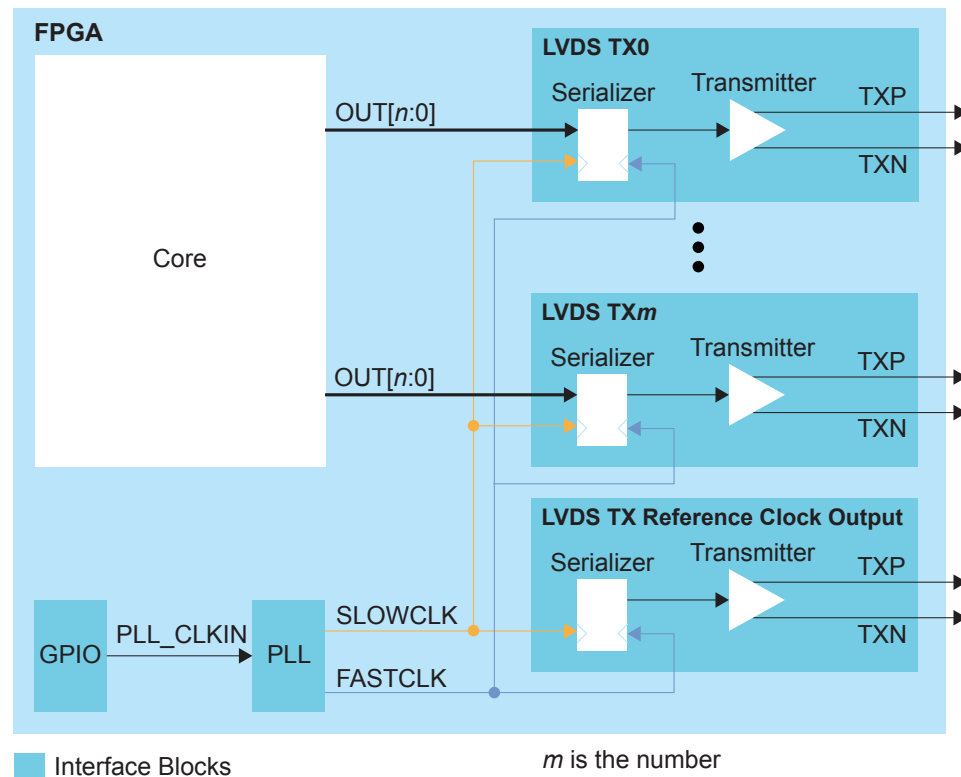 FPGA
LVDS TX0
Serializer
Transmitter
TXP
OUT[n:0]
TXN
Core
LVDS TXm
Serializer
Transmitter
TXP
OUT[n:0]
TXN
LVDS TX Reference Clock Output
Serializer
Transmitter
TXP
SLOWCLK
TXN
GPIO
PLL_CLKIN
PLL
FASTCLK
Interface Blocks
m is the number